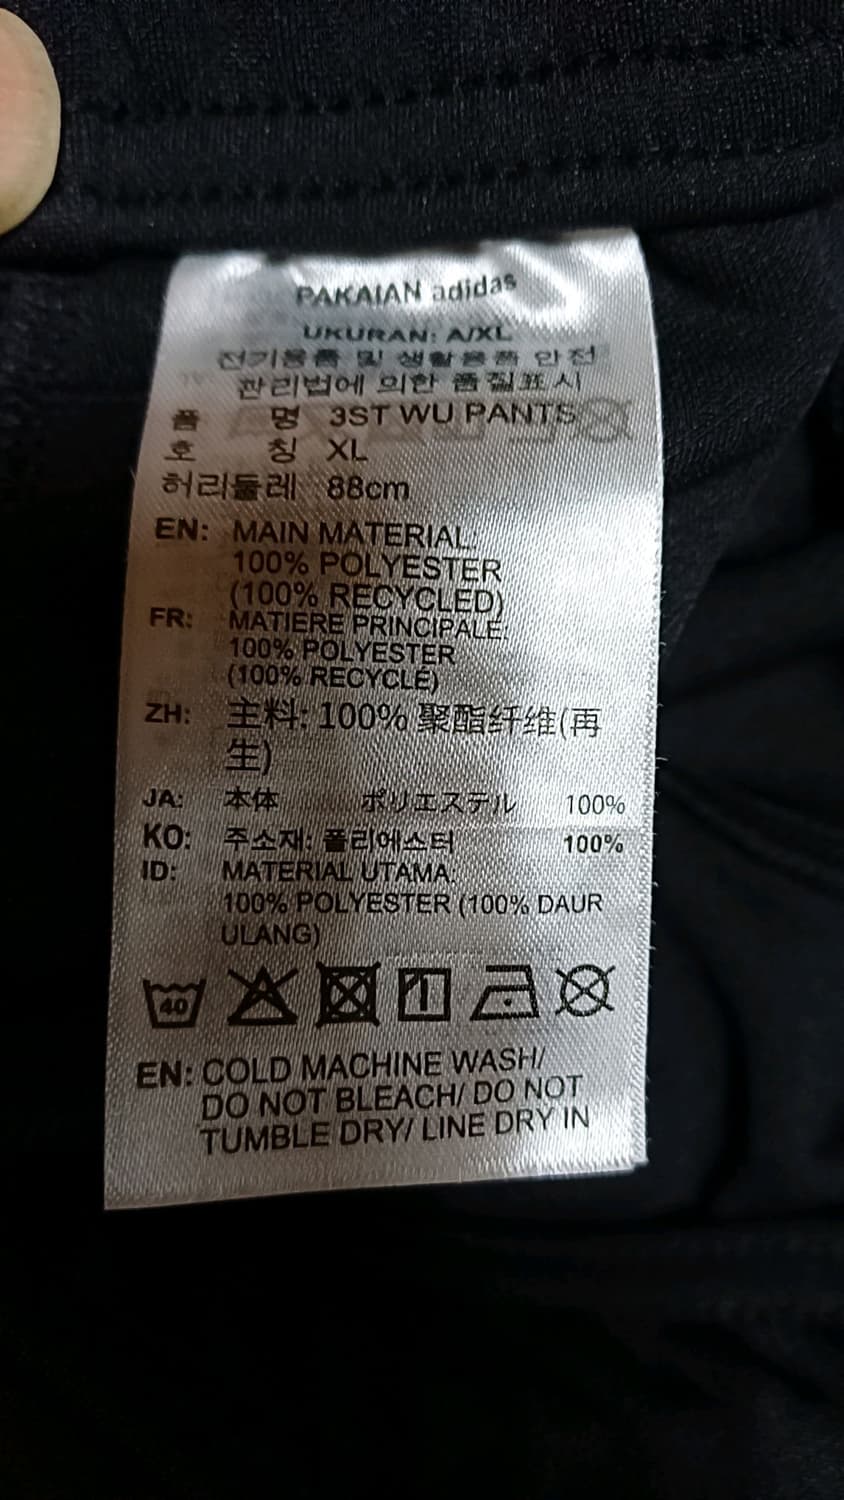 PAKAIAN adidas
UKURAN: A/XL
전기용품 및 생활용품 안전
관리법에 의한 품질표시
품 명 3ST WU PANTS
호 칭 XL
허리둘레 88cm
EN: MAIN MATERIAL:
100% POLYESTER
(100% RECYCLED)
FR: MATIERE PRINCIPALE:
100% POLYESTER
(100% RECYCLÉ)
ZH: 主料: 100% 聚酯纤维(再
生)
JA: 本体 ポリエステル 100%
KO: 주소재: 폴리에스터 100%
ID: MATERIAL UTAMA:
100% POLYESTER (100% DAUR
ULANG)
40
EN: COLD MACHINE WASH/
DO NOT BLEACH/ DO NOT
TUMBLE DRY/ LINE DRY IN